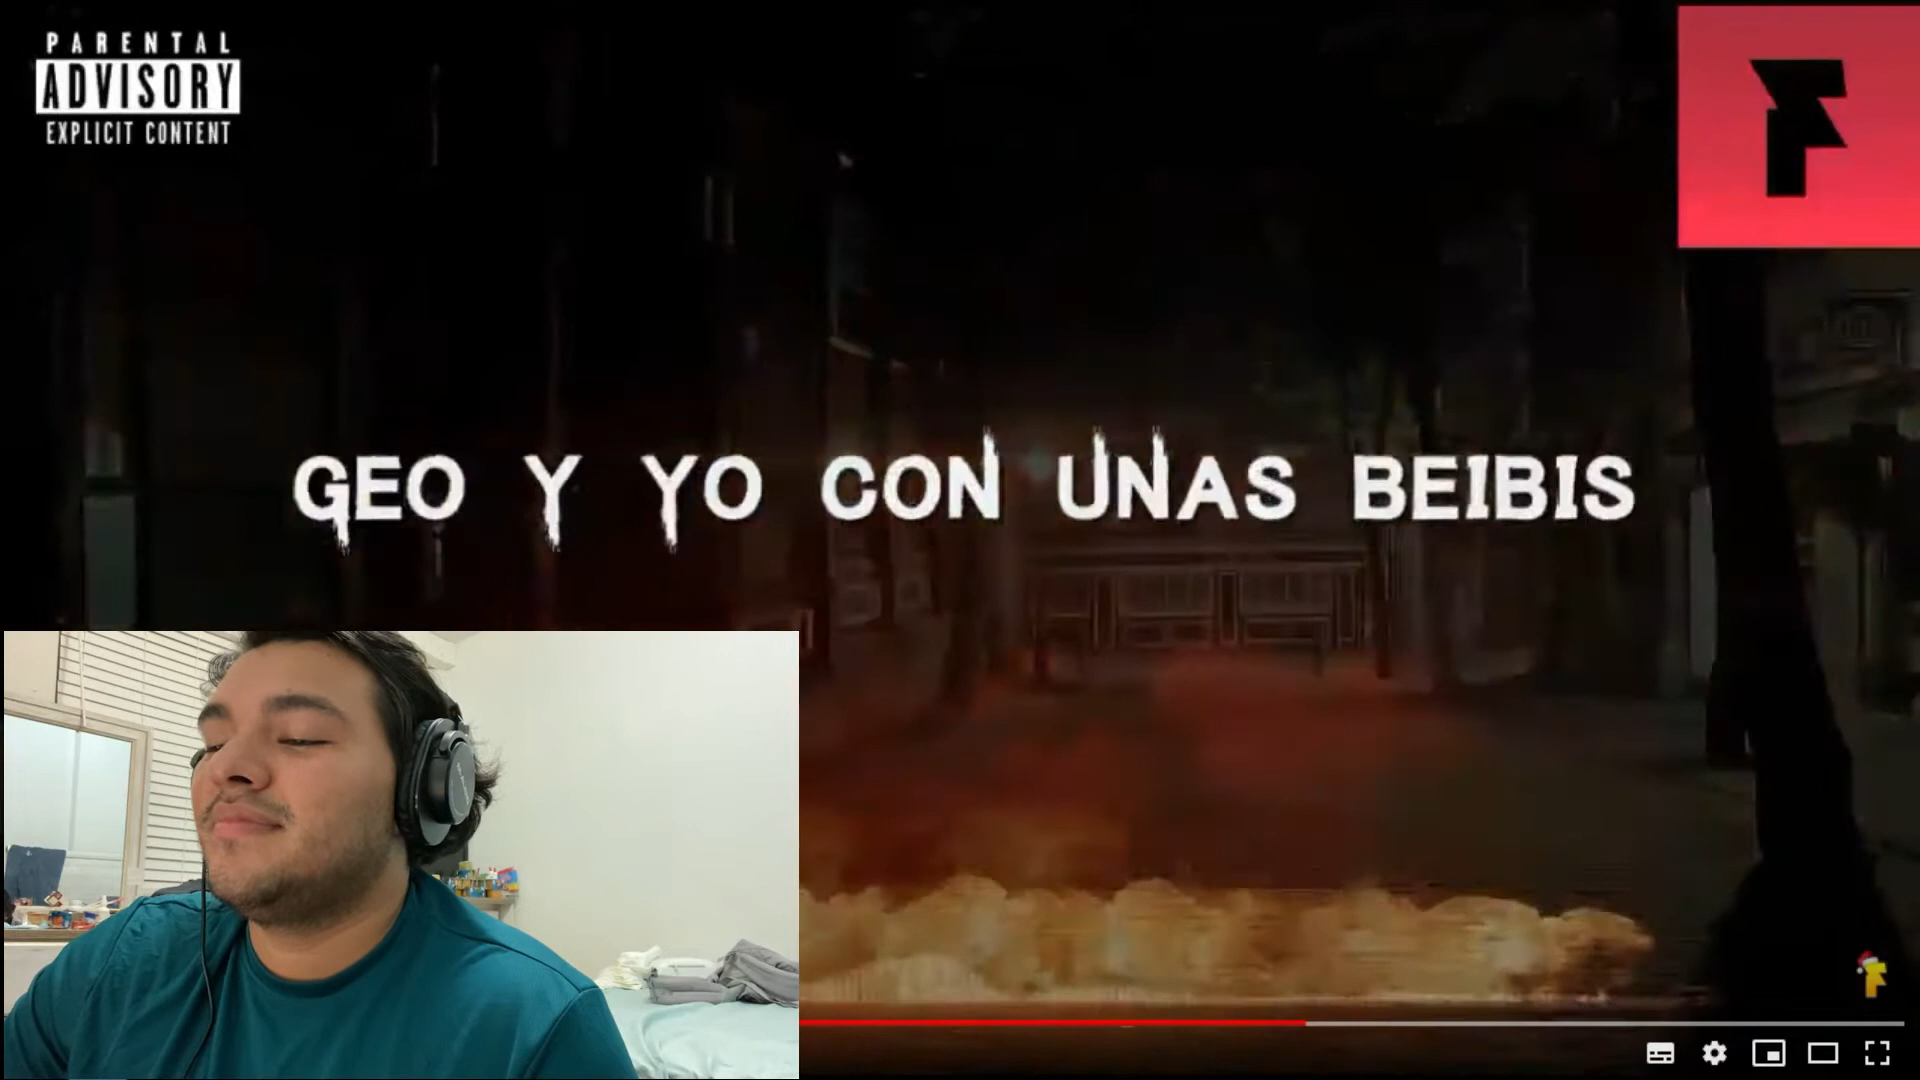 PARENTAL
ADVISORY
EXPLICIT CONTENT
F
GEO Y YO CON UNAS BEIBIS
F